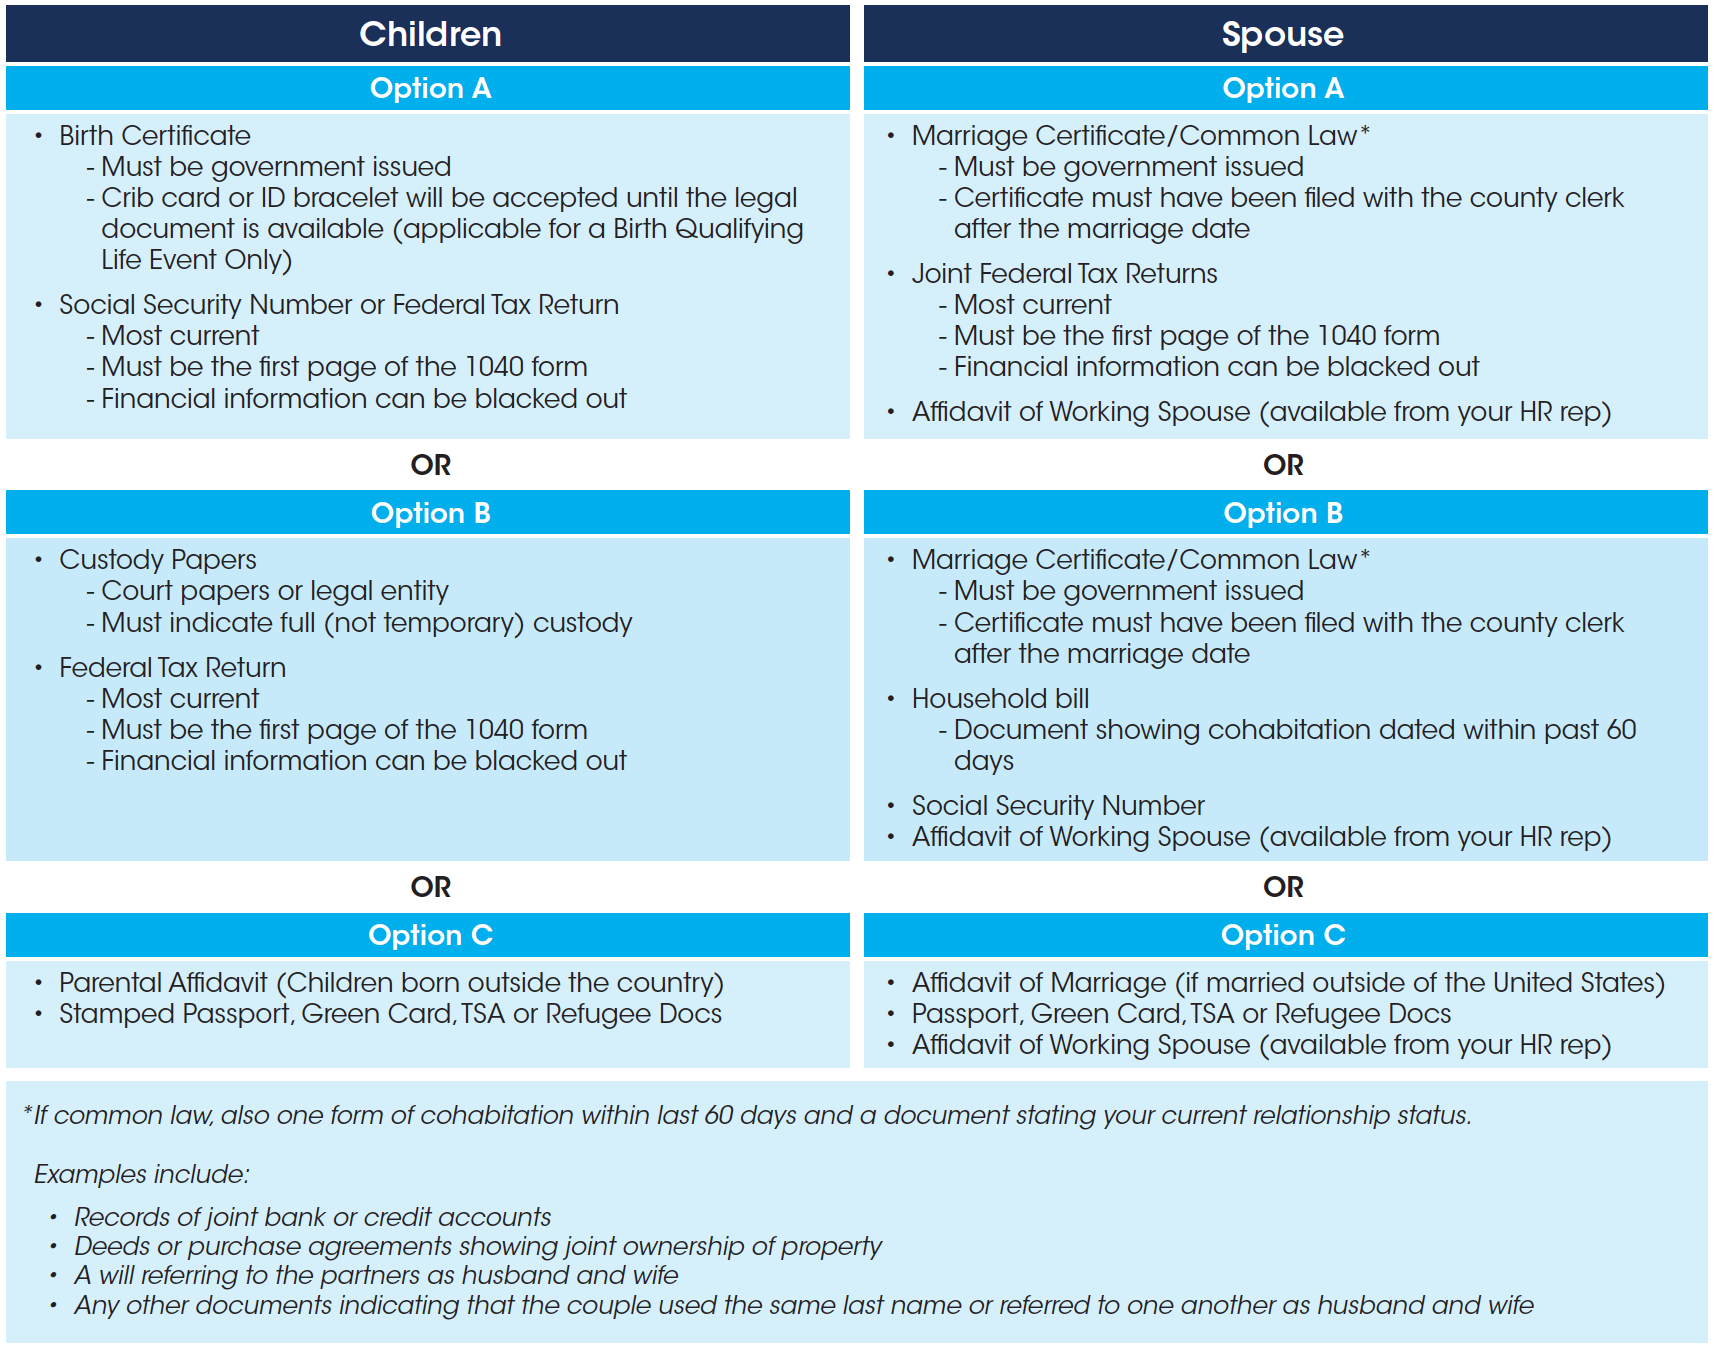 Children
Option A
• Birth Certificate
- Must be government issued
- Crib card or ID bracelet will be accepted until the legal
document is available (applicable for a Birth Qualifying
Life Event Only)
• Social Security Number or Federal Tax Return
- Most current
- Must be the first page of the 1040 form
- Financial information can be blacked out
OR
Option B
• Custody Papers
- Court papers or legal entity
- Must indicate full (not temporary) custody
• Federal Tax Return
- Most current
- Must be the first page of the 1040 form
- Financial information can be blacked out
OR
Option C
• Parental Affidavit (Children born outside the country)
• Stamped Passport, Green Card, TSA or Refugee Docs
Spouse
Option A
• Marriage Certificate/Common Law*
- Must be government issued
- Certificate must have been filed with the county clerk
after the marriage date
• Joint Federal Tax Returns
- Most current
- Must be the first page of the 1040 form
- Financial information can be blacked out
• Affidavit of Working Spouse (available from your HR rep)
OR
Option B
• Marriage Certificate/Common Law*
- Must be government issued
- Certificate must have been filed with the county clerk
after the marriage date
• Household bill
- Document showing cohabitation dated within past 60
days
• Social Security Number
• Affidavit of Working Spouse (available from your HR rep)
OR
Option C
• Affidavit of Marriage (if married outside of the United States)
• Passport, Green Card, TSA or Refugee Docs
• Affidavit of Working Spouse (available from your HR rep)
*If common law, also one form of cohabitation within last 60 days and a document stating your current relationship status.
Examples include:
• Records of joint bank or credit accounts
• Deeds or purchase agreements showing joint ownership of property
• A will referring to the partners as husband and wife
• Any other documents indicating that the couple used the same last name or referred to one another as husband and wife